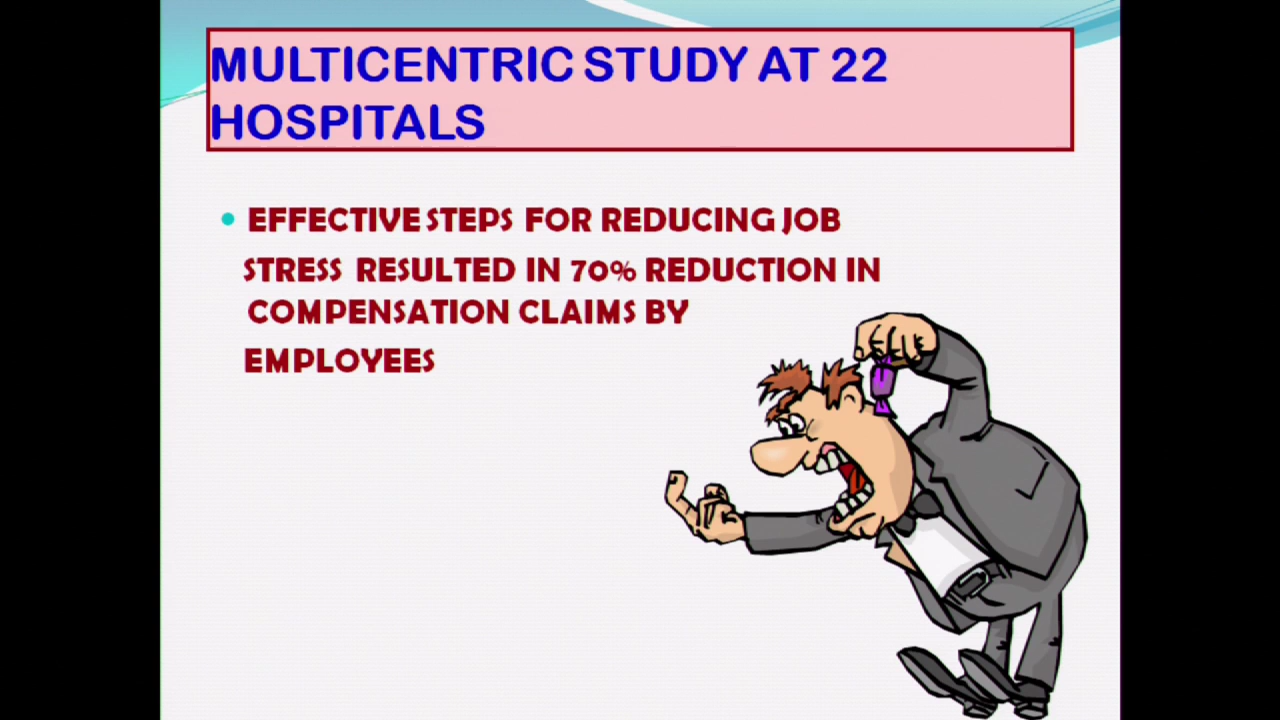 MULTICENTRIC STUDY AT 22
HOSPITALS
• EFFECTIVE STEPS FOR REDUCING JOB
STRESS RESULTED IN 70% REDUCTION IN
COMPENSATION CLAIMS BY
EMPLOYEES